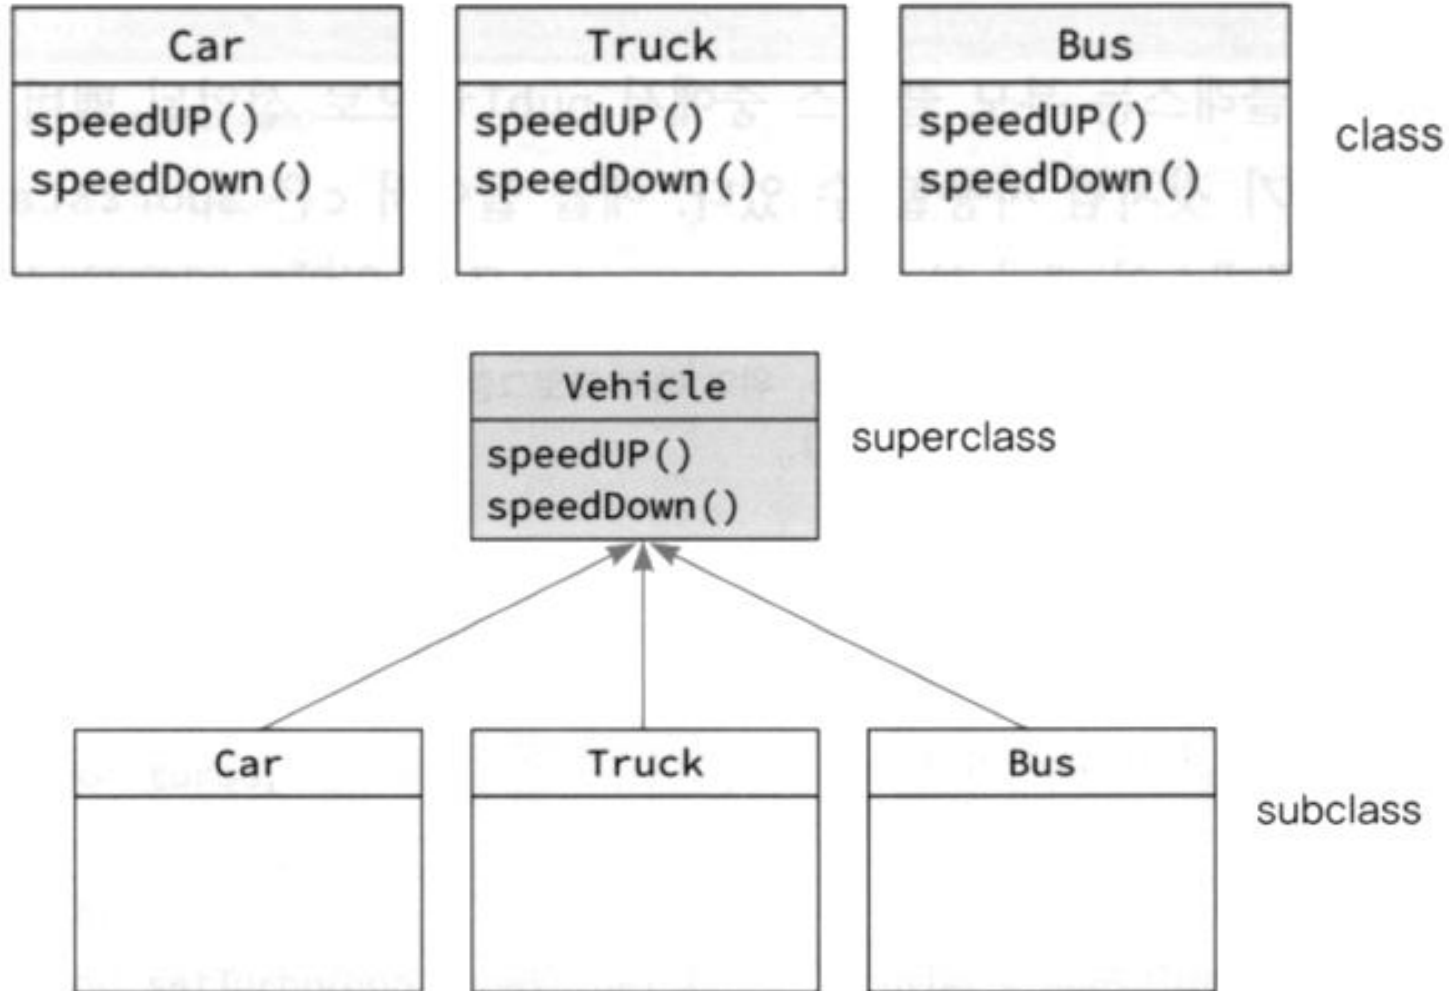 Car
speedUP()
speedDown()
Truck
speedUP()
speedDown()
Bus
speedUP()
speedDown()
class
Vehicle
speedUP()
speedDown()
superclass
Car
Truck
Bus
subclass